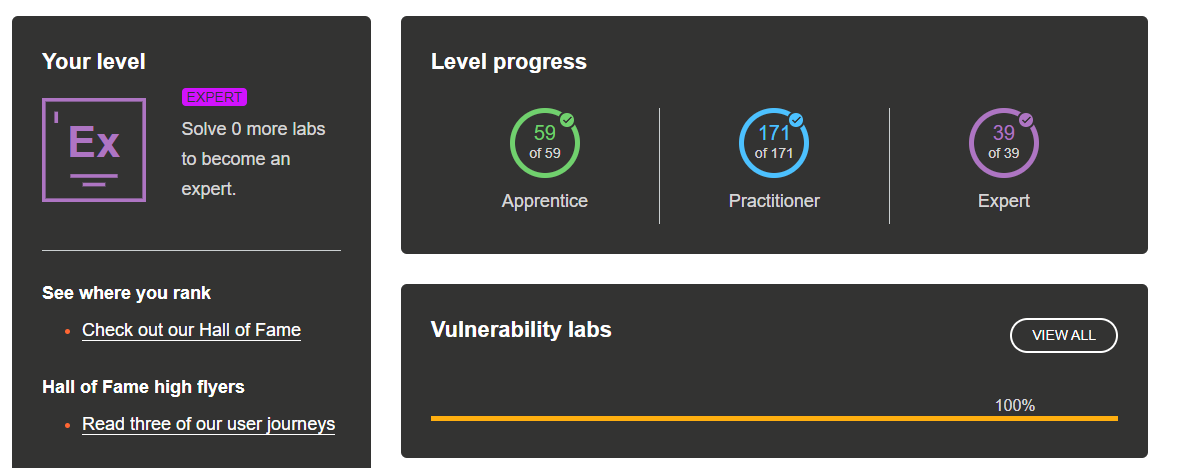 Your level
Ex
EXPERT
Solve 0 more labs
to become an
expert.
See where you rank
Check out our Hall of Fame
Hall of Fame high flyers
Read three of our user journeys
Level progress
59
of 59
Apprentice
171
of 171
Practitioner
39
of 39
Expert
Vulnerability labs
VIEW ALL
100%